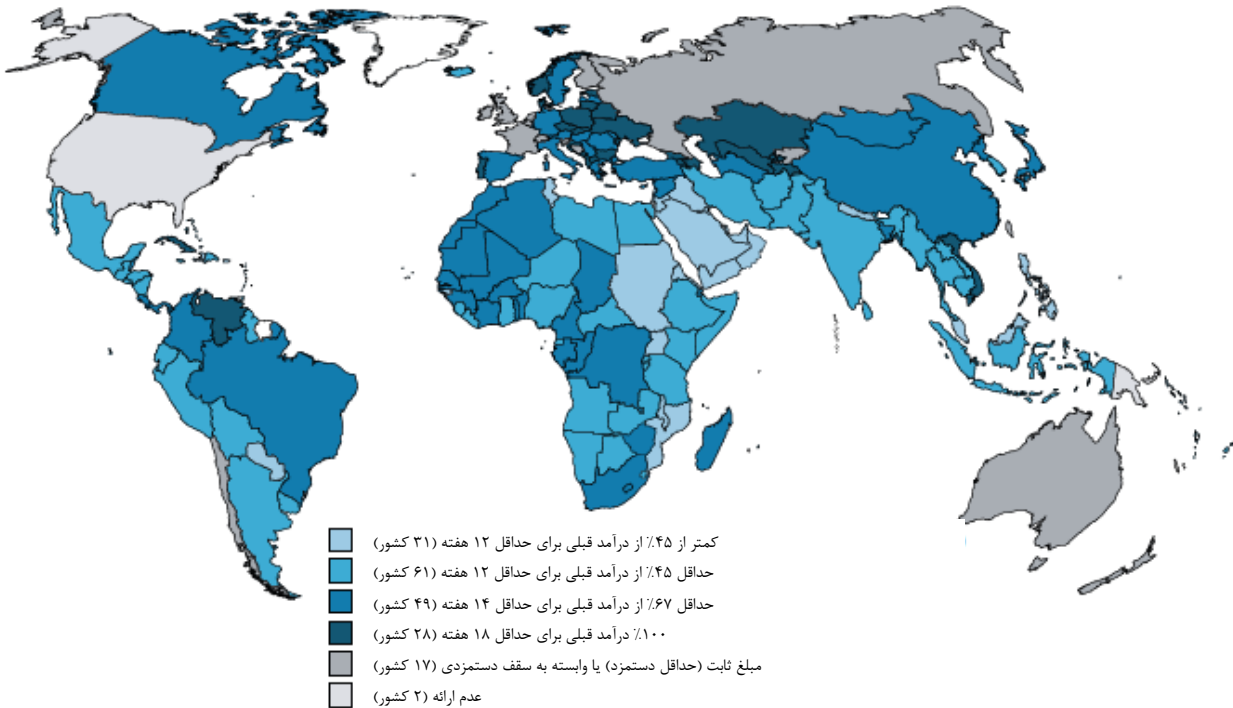 کمتر از ۴۵٪ از درآمد قبلی برای حداقل ۱۲ هفته (۳۱ کشور)
حداقل ۴۵٪ از درآمد قبلی برای حداقل ۱۲ هفته (۶۱ کشور)
حداقل ۶۷٪ از درآمد قبلی برای حداقل ۱۴ هفته (۴۹ کشور)
۱۰۰٪ درآمد قبلی برای حداقل ۱۸ هفته (۲۸ کشور)
مبلغ ثابت (حداقل دستمزد) یا وابسته به سقف دستمزدی (۱۷ کشور)
عدم ارائه (۲ کشور)